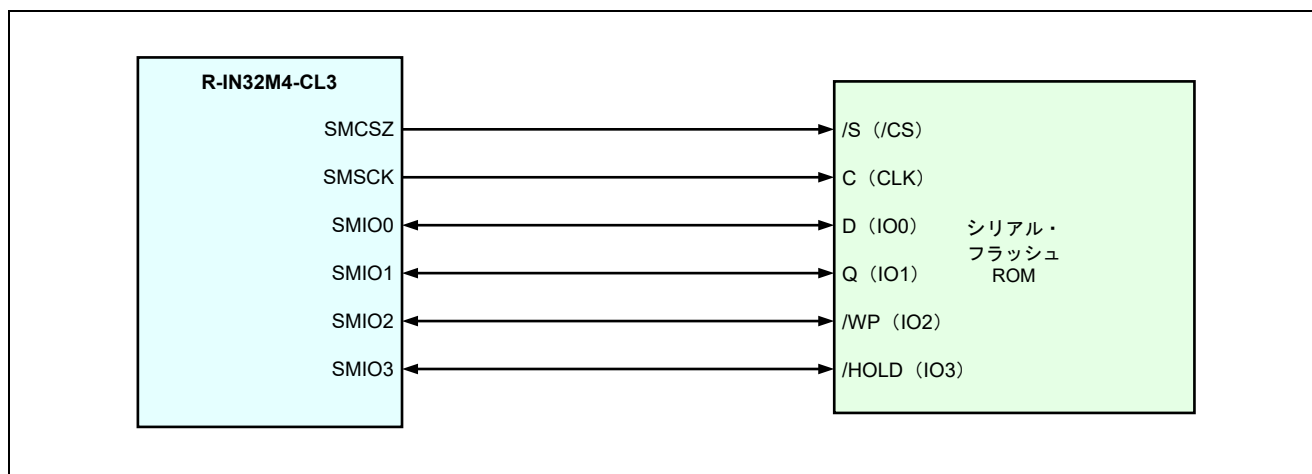 R-IN32M4-CL3
SMCSZ
SMSCK
SMIO0
SMIO1
SMIO2
SMIO3
/S（/CS）
C（CLK）
D（IO0）
Q（IO1）
/WP（IO2）
/HOLD（IO3）
シリアル・
フラッシュ
ROM